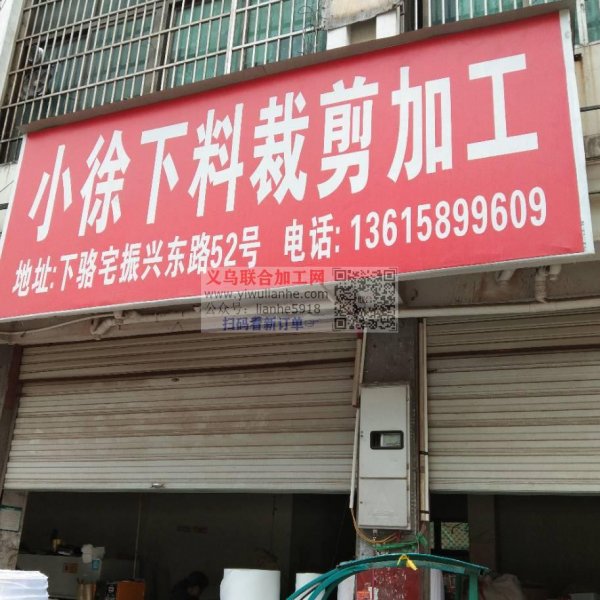 小徐下料裁剪加工
地址:下骆宅振兴东路52号 电话:13615899609
义乌联合加工网
www.yiwulianhe.com
公众号: lianhe5918
扫码看新订单